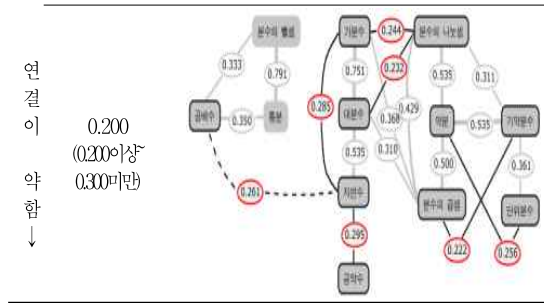 연
결
이
약
함
↓
0.200
(0.200이상~
0.300미만)
분수의 뺄셈
가분수
분수의 나눗셈
0.244
0.333
0.791
0.751
0.232
0.535
0.311
0.285
0.429
0.368
공배수
0.350
통분
대분수
약분
0.535
기약분수
0.310
0.535
0.500
0.361
0.261
자연수
분수의 곱셈
단위분수
0.295
0.222
0.256
공약수